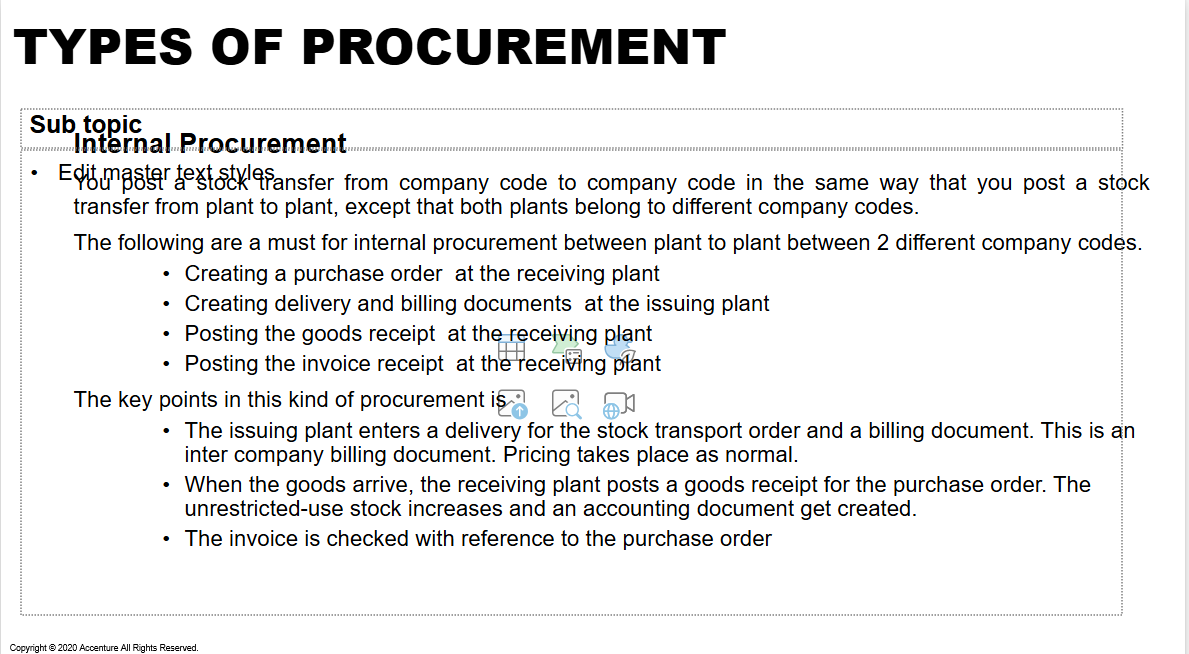 TYPES OF PROCUREMENT
Sub topic
Internal Procurement
• Edit master text styles
You post a stock transfer from company code to company code in the same way that you post a stock
transfer from plant to plant, except that both plants belong to different company codes.
The following are a must for internal procurement between plant to plant between 2 different company codes.
• Creating a purchase order  at the receiving plant
• Creating delivery and billing documents  at the issuing plant
• Posting the goods receipt  at the receiving plant
• Posting the invoice receipt  at the receiving plant
The key points in this kind of procurement is
• The issuing plant enters a delivery for the stock transport order and a billing document. This is an
inter company billing document. Pricing takes place as normal.
• When the goods arrive, the receiving plant posts a goods receipt for the purchase order. The
unrestricted-use stock increases and an accounting document get created.
• The invoice is checked with reference to the purchase order
Copyright © 2020 Accenture All Rights Reserved.